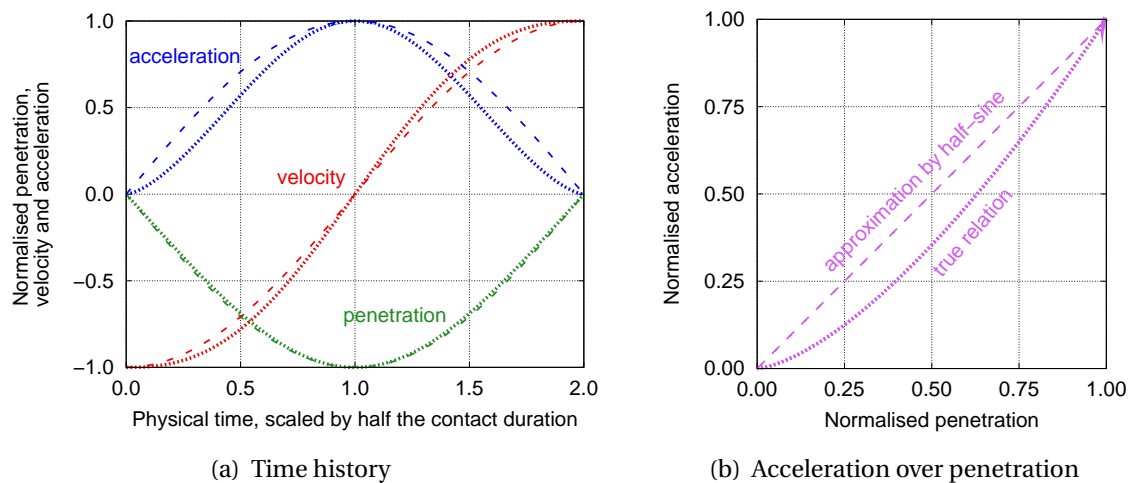 Normalised penetration,
velocity and acceleration
1.0
0.5
0.0
−0.5
−1.0
acceleration
velocity
penetration
0.0 0.5 1.0 1.5 2.0
Physical time, scaled by half the contact duration
(a) Time history
Normalised acceleration
1.00
0.75
0.50
0.25
0.00
approximation by half−sine
true relation
0.00 0.25 0.50 0.75 1.00
Normalised penetration
(b) Acceleration over penetration